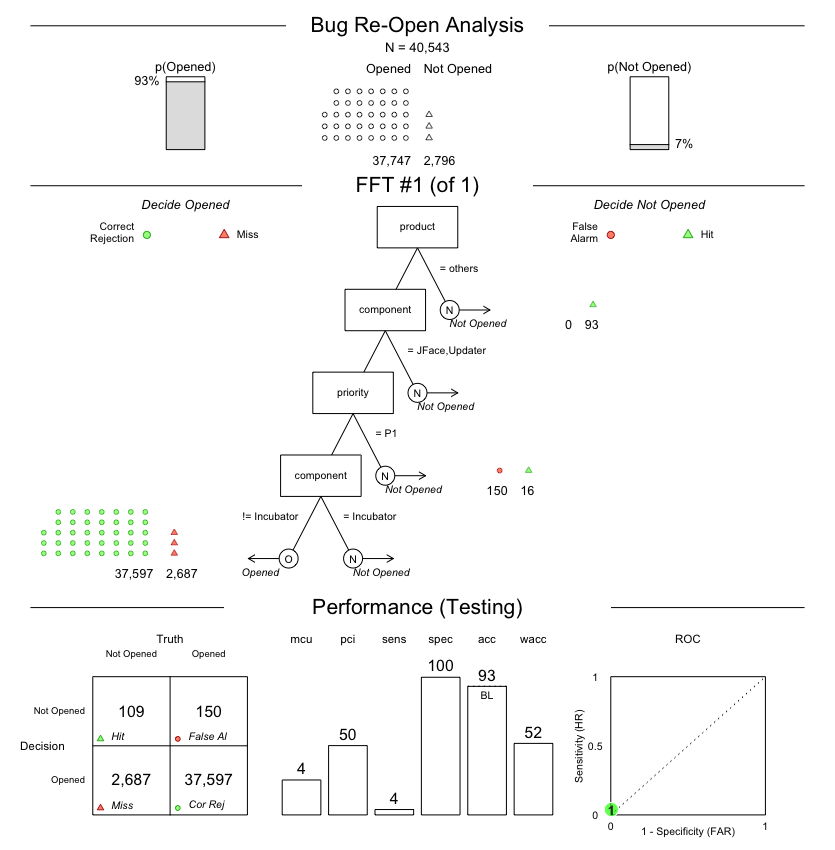 Bug Re-Open Analysis
N = 40,543
p(Opened)
93%
Opened Not Opened
37,747 2,796
p(Not Opened)
7%
FFT #1 (of 1)
Decide Opened
Correct
Rejection
Miss
Decide Not Opened
False
Alarm
Hit
product
= others
N
Not Opened
0 93
component
= JFace,Updater
N
Not Opened
priority
= P1
N
Not Opened
150 16
component
!= Incubator
= Incubator
O
Opened
N
Not Opened
37,597 2,687
Performance (Testing)
Truth
Not Opened Opened
Decision
Not Opened
109 150
Hit False Al
Opened
2,687 37,597
Miss Cor Rej
mcu pci sens spec acc wacc
4 50 4 100 93 52
BL
ROC
Sensitivity (HR)
1
0.5
0
1
0 1
1 - Specificity (FAR)